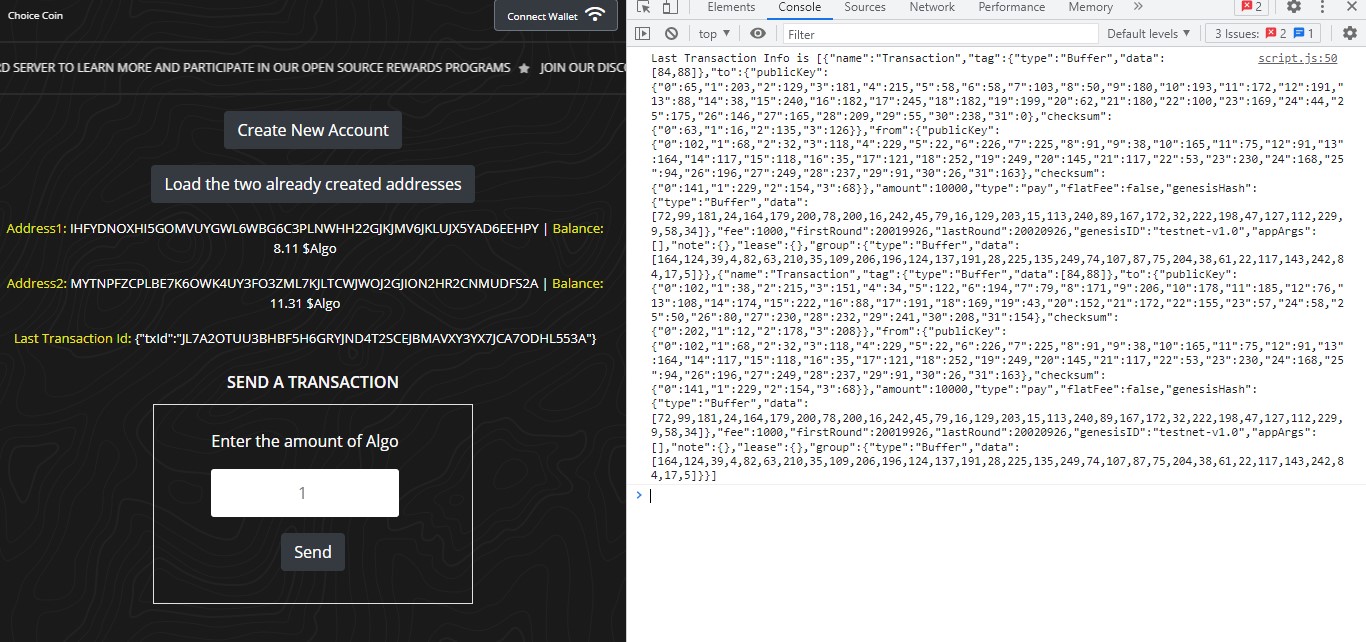 Choice Coin
Connect Wallet
RD SERVER TO LEARN MORE AND PARTICIPATE IN OUR OPEN SOURCE REWARDS PROGRAMS ★ JOIN OUR DISC
Create New Account
Load the two already created addresses
Address1: IHFYDNOXHI5GOMVUYGWL6WBG6C3PLNWHH22GJKJMV6JKLUJX5YAD6EEHPY | Balance:
8.11 $Algo
Address2: MYTNPFZCPLBE7K6OWK4UY3FO3ZML7KJLTCWJWOJ2GJION2HR2CNMUDFS2A | Balance:
11.31 $Algo
Last Transaction Id: {"txId":"JL7A2OTUU3BHBF5H6GRYJND4T2SCEJBMAVXY3YX7JCA7ODHL553A"}
SEND A TRANSACTION
Enter the amount of Algo
1
Send
Elements Console Sources Network Performance Memory » 2
top ▼ Filter Default levels ▼ 3 Issues: 2 1
Last Transaction Info is [{"name":"Transaction","tag":{"type":"Buffer","data": script.js:50
[84,88]},"to":{"publicKey":
{"0":65,"1":203,"2":129,"3":181,"4":215,"5":58,"6":58,"7":103,"8":50,"9":180,"10":193,"11":172,"12":191,
"13":88,"14":38,"15":240,"16":182,"17":245,"18":182,"19":199,"20":62,"21":180,"22":100,"23":169,"24":44,"2
5":175,"26":146,"27":165,"28":209,"29":55,"30":238,"31":0},"checksum":
{"0":63,"1":16,"2":135,"3":126}},"from":{"publicKey":
{"0":102,"1":68,"2":32,"3":118,"4":229,"5":22,"6":226,"7":225,"8":91,"9":38,"10":165,"11":75,"12":91,"13"
:164,"14":117,"15":118,"16":35,"17":121,"18":252,"19":249,"20":145,"21":117,"22":53,"23":230,"24":168,"25"
:94,"26":196,"27":249,"28":237,"29":91,"30":26,"31":163},"checksum":
{"0":141,"1":229,"2":154,"3":68}},"amount":10000,"type":"pay","flatFee":false,"genesisHash":
{"type":"Buffer","data":
[72,99,181,24,164,179,200,78,200,16,242,45,79,16,129,203,15,113,240,89,167,172,32,222,198,47,127,112,229,
9,58,34]},"fee":1000,"firstRound":20019926,"lastRound":20020926,"genesisID":"testnet-v1.0","appArgs":
[],"note":{},"lease":{},"group":{"type":"Buffer","data":
[164,124,39,4,82,63,210,35,109,206,196,124,137,191,28,225,135,249,74,107,87,75,204,38,61,22,117,143,242,8
4,17,5]}},{"name":"Transaction","tag":{"type":"Buffer","data":[84,88]},"to":{"publicKey":
{"0":102,"1":38,"2":215,"3":151,"4":34,"5":122,"6":194,"7":79,"8":171,"9":206,"10":178,"11":185,"12":76,"
13":108,"14":174,"15":222,"16":88,"17":191,"18":169,"19":43,"20":152,"21":172,"22":155,"23":57,"24":58,"25
":50,"26":80,"27":230,"28":232,"29":241,"30":208,"31":154},"checksum":
{"0":202,"1":12,"2":178,"3":208}},"from":{"publicKey":
{"0":102,"1":68,"2":32,"3":118,"4":229,"5":22,"6":226,"7":225,"8":91,"9":38,"10":165,"11":75,"12":91,"13"
:164,"14":117,"15":118,"16":35,"17":121,"18":252,"19":249,"20":145,"21":117,"22":53,"23":230,"24":168,"25"
:94,"26":196,"27":249,"28":237,"29":91,"30":26,"31":163},"checksum":
{"0":141,"1":229,"2":154,"3":68}},"amount":10000,"type":"pay","flatFee":false,"genesisHash":
{"type":"Buffer","data":
[72,99,181,24,164,179,200,78,200,16,242,45,79,16,129,203,15,113,240,89,167,172,32,222,198,47,127,112,229,
9,58,34]},"fee":1000,"firstRound":20019926,"lastRound":20020926,"genesisID":"testnet-v1.0","appArgs":
[],"note":{},"lease":{},"group":{"type":"Buffer","data":
[164,124,39,4,82,63,210,35,109,206,196,124,137,191,28,225,135,249,74,107,87,75,204,38,61,22,117,143,242,8
4,17,5]}}]